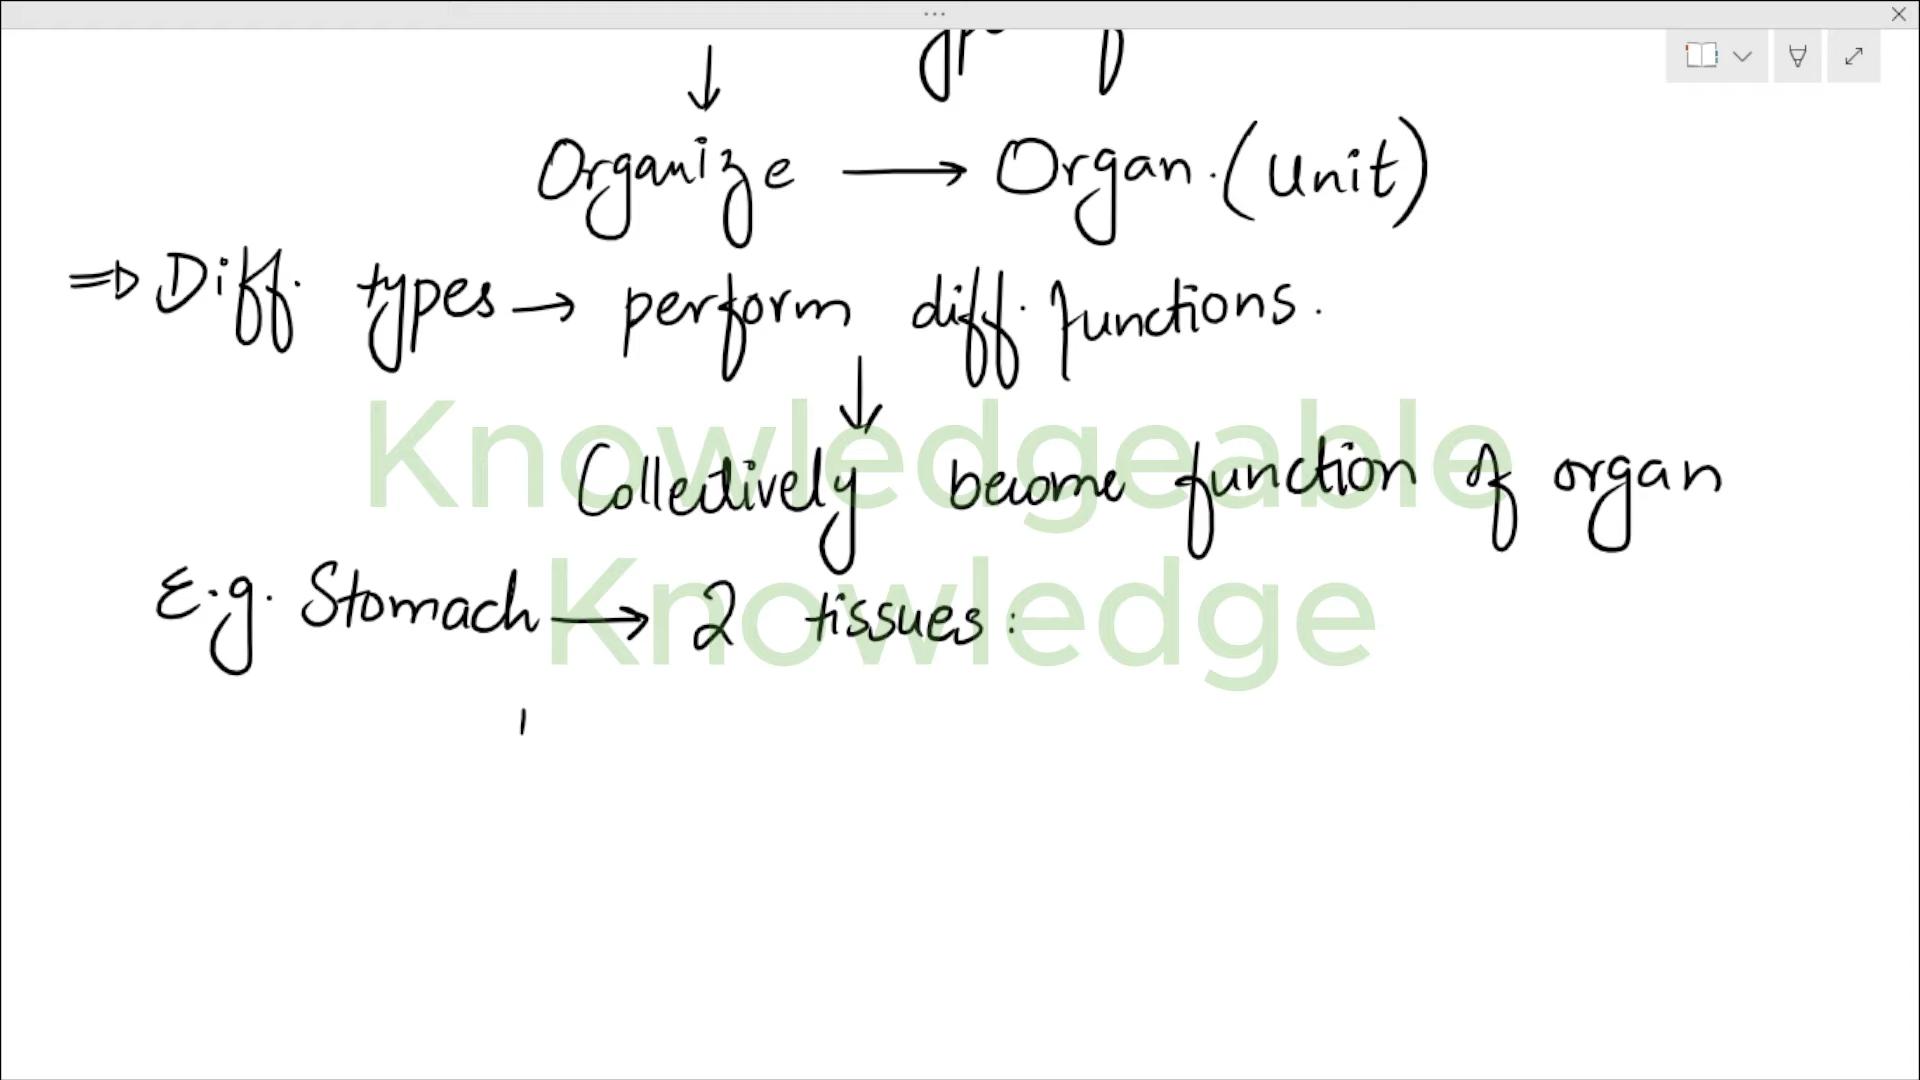 Organize → Organ. (Unit)
⇒ Diff. types → perform diff. functions.
↓
Collectively become function of organ
E.g. Stomach → 2 tissues:
Knowledgeable
Knowledge